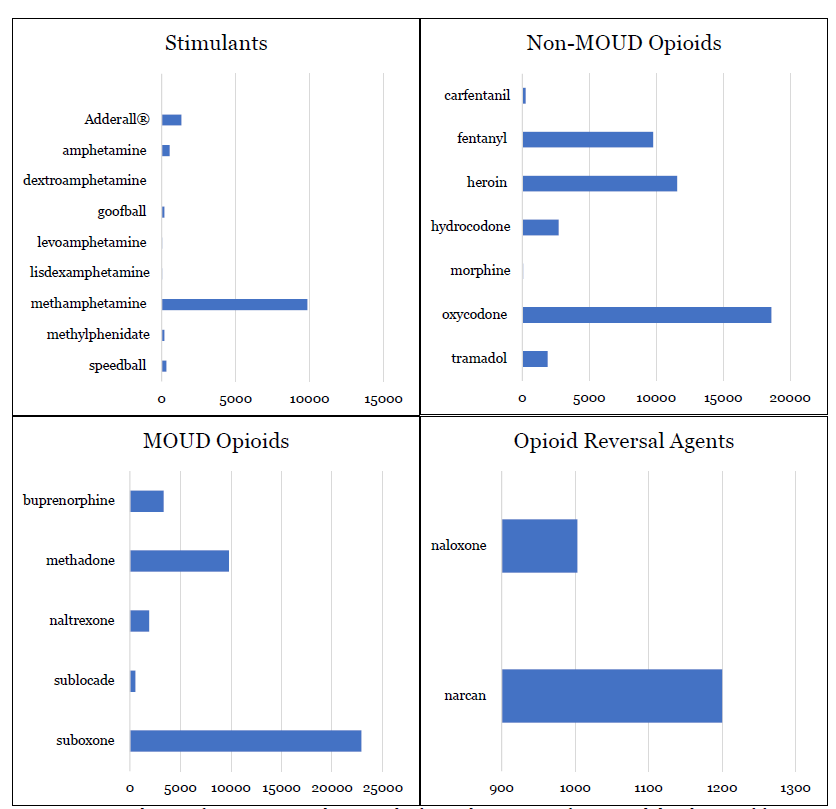 Stimulants
Adderall®
amphetamine
dextroamphetamine
goofball
levoamphetamine
lisdexamphetamine
methamphetamine
methylphenidate
speedball
0 5000 10000 15000
Non-MOUD Opioids
carfentanil
fentanyl
heroin
hydrocodone
morphine
oxycodone
tramadol
0 5000 10000 15000 20000
MOUD Opioids
buprenorphine
methadone
naltrexone
sublocade
suboxone
0 5000 10000 15000 20000 25000
Opioid Reversal Agents
naloxone
narcan
900 1000 1100 1200 1300